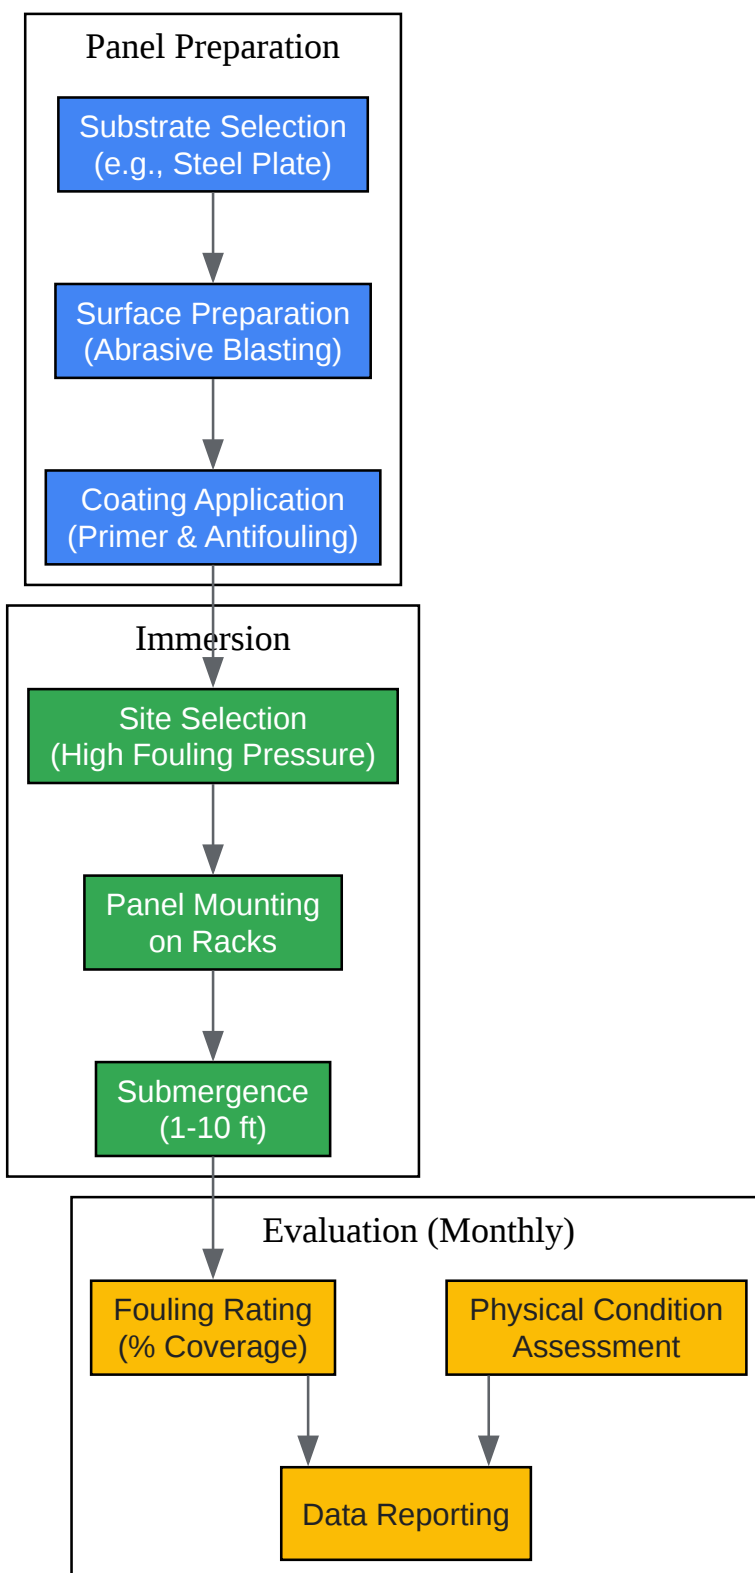 Panel Preparation
Substrate Selection
(e.g., Steel Plate)
Surface Preparation
(Abrasive Blasting)
Coating Application
(Primer & Antifouling)
Immersion
Site Selection
(High Fouling Pressure)
Panel Mounting
on Racks
Submergence
(1-10 ft)
Evaluation (Monthly)
Fouling Rating
(% Coverage)
Physical Condition
Assessment
Data Reporting